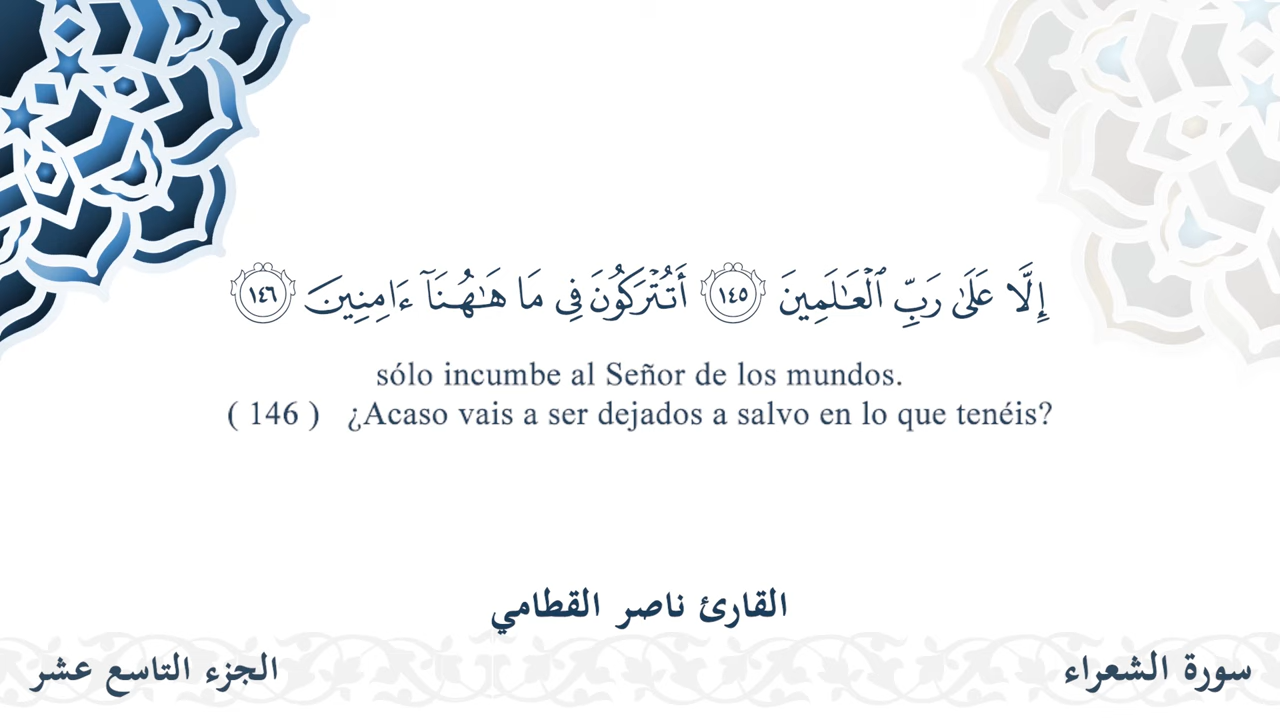 إِلَّا عَلَىٰ رَبِّ ٱلْعَـٰلَمِينَ ١٤٥ أَتُتْرَكُونَ فِى مَا هَـٰهُنَآ ءَامِنِينَ ١٤٦
sólo incumbe al Señor de los mundos.
( 146 ) ¿Acaso vais a ser dejados a salvo en lo que tenéis?
القارئ ناصر القطامي
سورة الشعراء
الجزء التاسع عشر